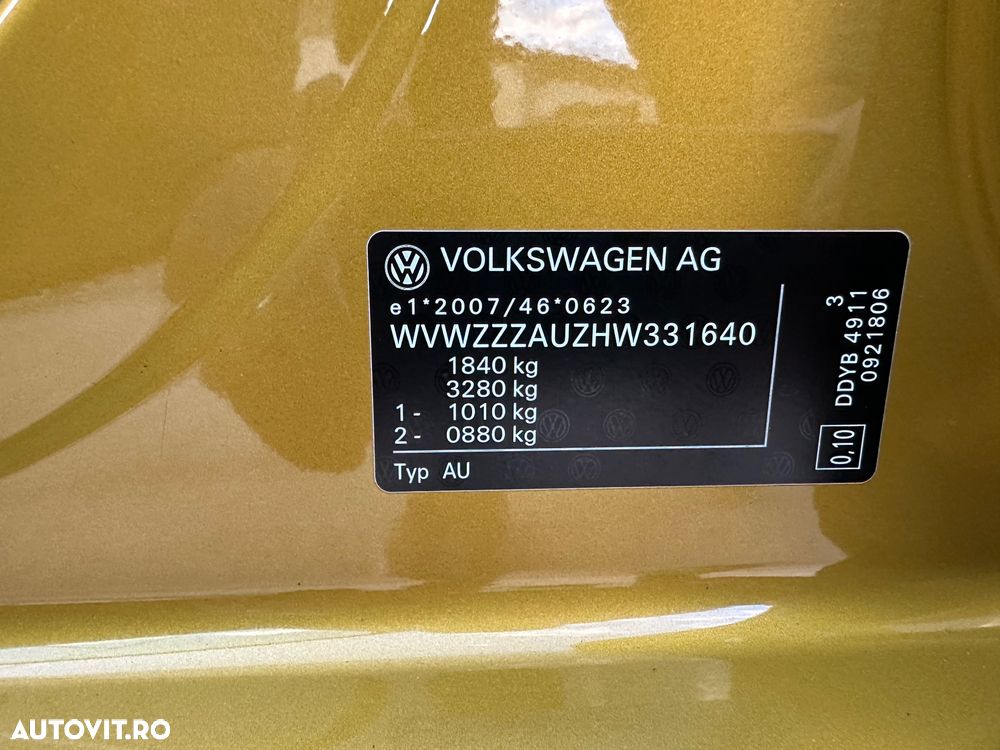 VOLKSWAGEN AG
e1*2007/46*0623
WVWZZZAUZHW331640
1840 kg
3280 kg
1- 1010 kg
2- 0880 kg
Typ AU
3
DDYB 4911
0921806
0,10
AUTOVIT.RO